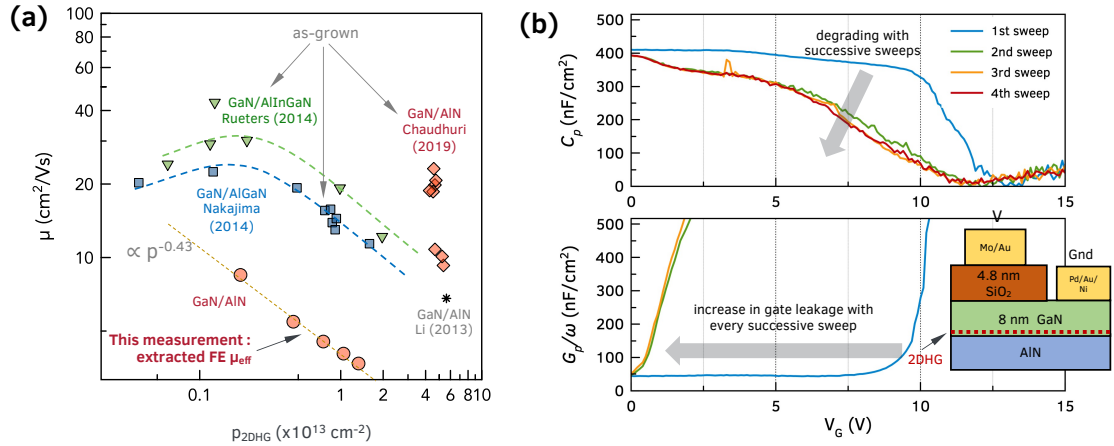 (a)
100
80
60
40
20
10
μ (cm²/Vs)
as-grown
GaN/AlInGaN
Rueters (2014)
GaN/AlN
Chaudhuri
(2019)
GaN/AlGaN
Nakajima
(2014)
∝ p⁻⁰·⁴³
GaN/AlN
GaN/AlN
Li (2013)
This measurement :
extracted FE μeff
0.1
1
2
4
6
8
10
p2DHG (x10¹³ cm⁻²)
(b)
500
400
300
200
100
0
Cp (nF/cm²)
degrading with
successive sweeps
1st sweep
2nd sweep
3rd sweep
4th sweep
500
400
300
200
100
0
Gp/ω (nF/cm²)
increase in gate leakage with
every successive sweep
V
Mo/Au
Gnd
4.8 nm
SiO₂
Pd/Au/
Ni
8 nm GaN
2DHG
AlN
0
5
10
15
VG (V)